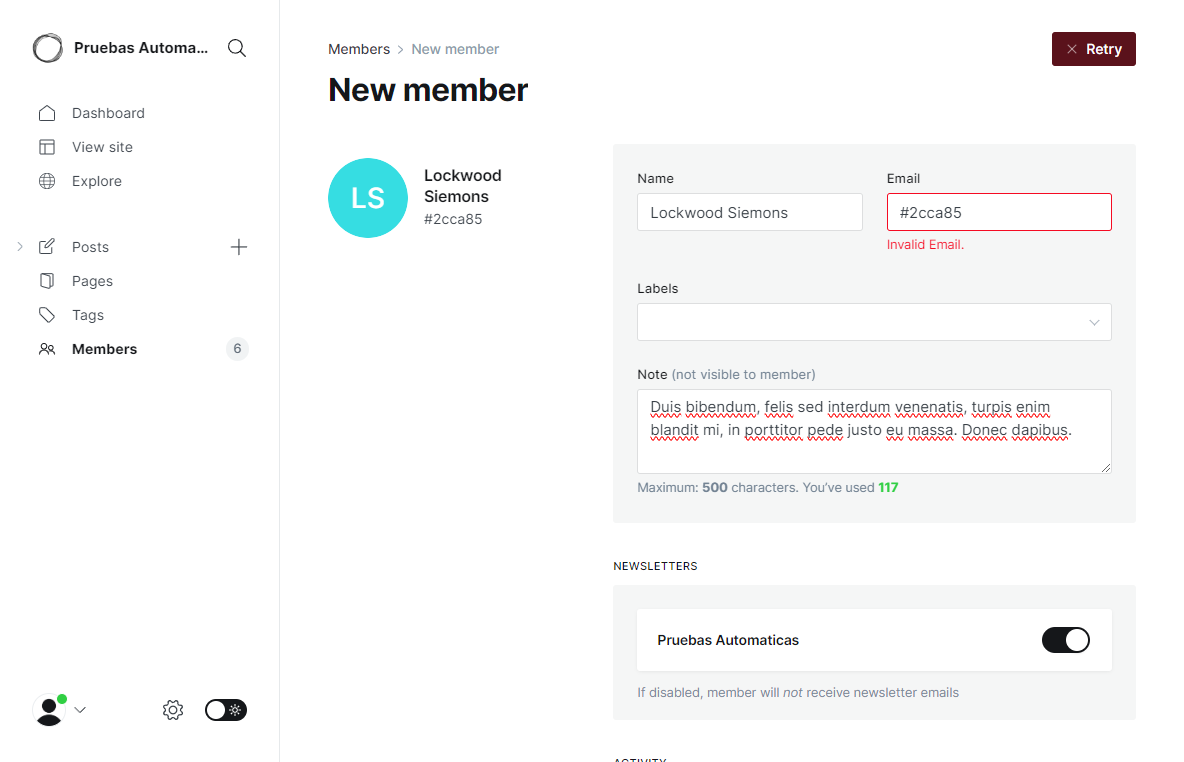 Pruebas Automa...
Dashboard
View site
Explore
Posts
Pages
Tags
Members
6
Members > New member
Retry
New member
LS
Lockwood
Siemons
#2cca85
Name
Lockwood Siemons
Email
#2cca85
Invalid Email.
Labels
Note (not visible to member)
Duis bibendum, felis sed interdum venenatis, turpis enim
blandit mi, in porttitor pede justo eu massa. Donec dapibus.
Maximum: 500 characters. You've used 117
NEWSLETTERS
Pruebas Automaticas
If disabled, member will not receive newsletter emails
ACTIVITY